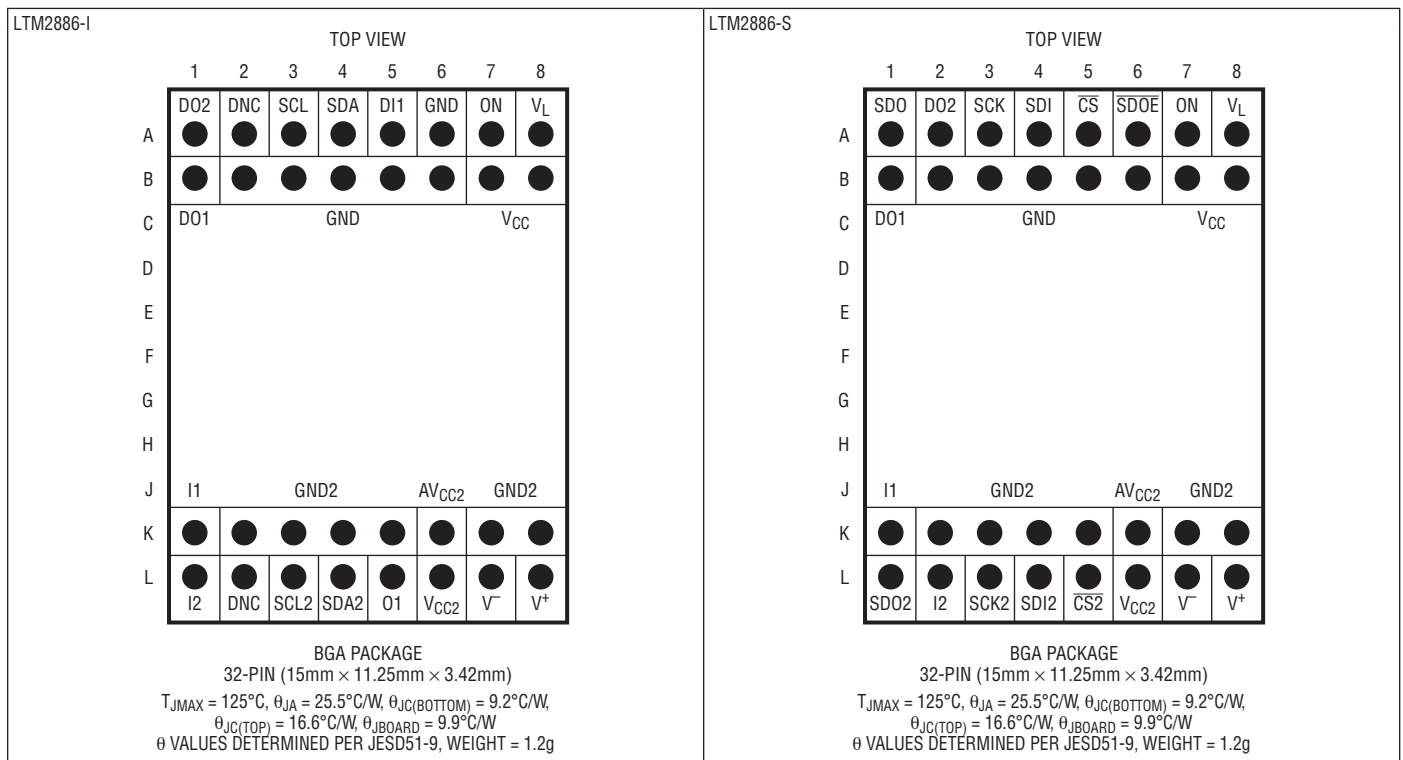 LTM2886-I
TOP VIEW
1 2 3 4 5 6 7 8
DO2 DNC SCL SDA DI1 GND ON VL
A
B
C DO1 GND VCC
D
E
F
G
H
J I1 GND2 AVCC2 GND2
K
L
I2 DNC SCL2 SDA2 O1 VCC2 V– V+
BGA PACKAGE
32-PIN (15mm × 11.25mm × 3.42mm)
TJMAX = 125°C, θJA = 25.5°C/W, θJC(BOTTOM) = 9.2°C/W,
θJC(TOP) = 16.6°C/W, θJBOARD = 9.9°C/W
θ VALUES DETERMINED PER JESD51-9, WEIGHT = 1.2g
LTM2886-S
TOP VIEW
1 2 3 4 5 6 7 8
SDO DO2 SCK SDI C̅S̅ S̅D̅O̅E̅ ON VL
A
B
C DO1 GND VCC
D
E
F
G
H
J I1 GND2 AVCC2 GND2
K
L
SDO2 I2 SCK2 SDI2 C̅S̅2̅ VCC2 V– V+
BGA PACKAGE
32-PIN (15mm × 11.25mm × 3.42mm)
TJMAX = 125°C, θJA = 25.5°C/W, θJC(BOTTOM) = 9.2°C/W,
θJC(TOP) = 16.6°C/W, θJBOARD = 9.9°C/W
θ VALUES DETERMINED PER JESD51-9, WEIGHT = 1.2g